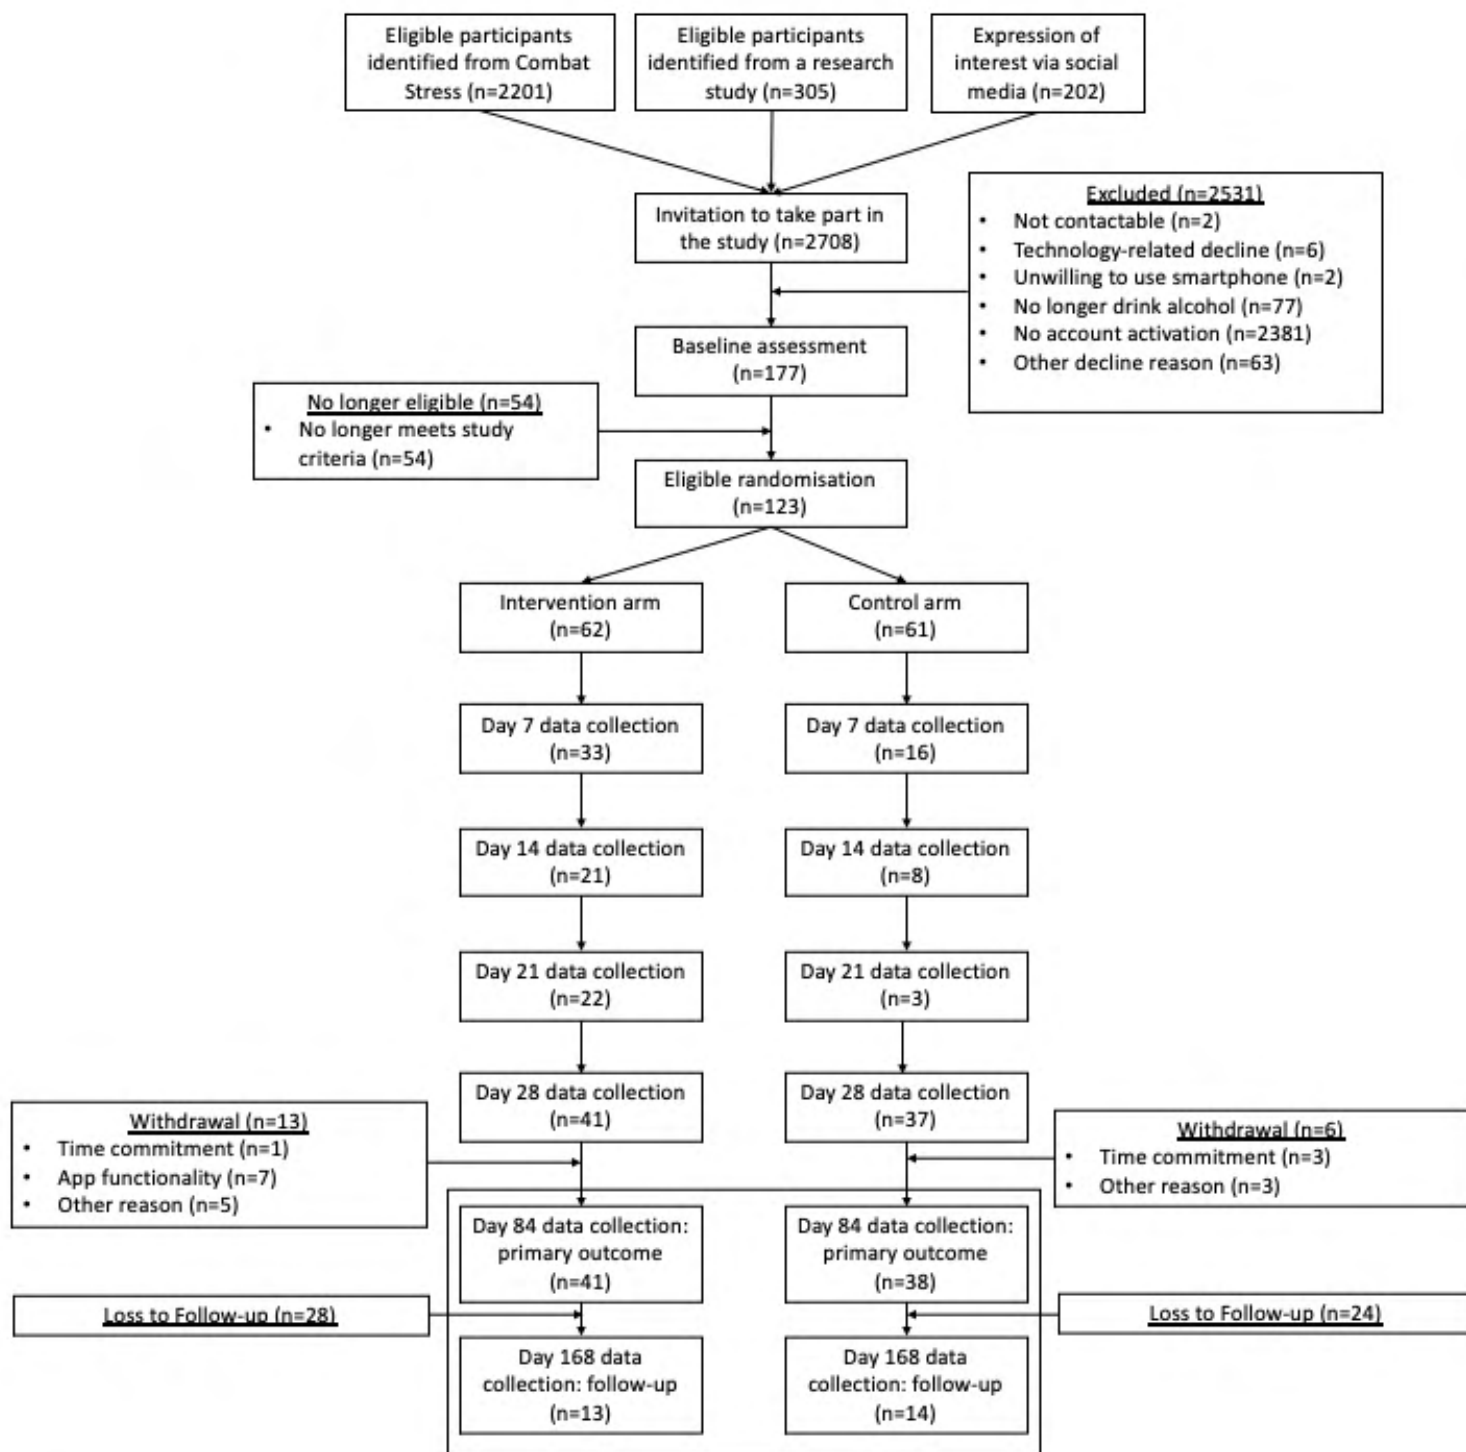 Eligible participants
identified from Combat
Stress (n=2201)
Eligible participants
identified from a research
study (n=305)
Expression of
interest via social
media (n=202)
Invitation to take part in
the study (n=2708)
Excluded (n=2531)
• Not contactable (n=2)
• Technology-related decline (n=6)
• Unwilling to use smartphone (n=2)
• No longer drink alcohol (n=77)
• No account activation (n=2381)
• Other decline reason (n=63)
Baseline assessment
(n=177)
No longer eligible (n=54)
• No longer meets study
criteria (n=54)
Eligible randomisation
(n=123)
Intervention arm
(n=62)
Control arm
(n=61)
Day 7 data collection
(n=33)
Day 7 data collection
(n=16)
Day 14 data collection
(n=21)
Day 14 data collection
(n=8)
Day 21 data collection
(n=22)
Day 21 data collection
(n=3)
Day 28 data collection
(n=41)
Day 28 data collection
(n=37)
Withdrawal (n=13)
• Time commitment (n=1)
• App functionality (n=7)
• Other reason (n=5)
Withdrawal (n=6)
• Time commitment (n=3)
• Other reason (n=3)
Day 84 data collection:
primary outcome
(n=41)
Day 84 data collection:
primary outcome
(n=38)
Loss to Follow-up (n=28)
Loss to Follow-up (n=24)
Day 168 data
collection: follow-up
(n=13)
Day 168 data
collection: follow-up
(n=14)